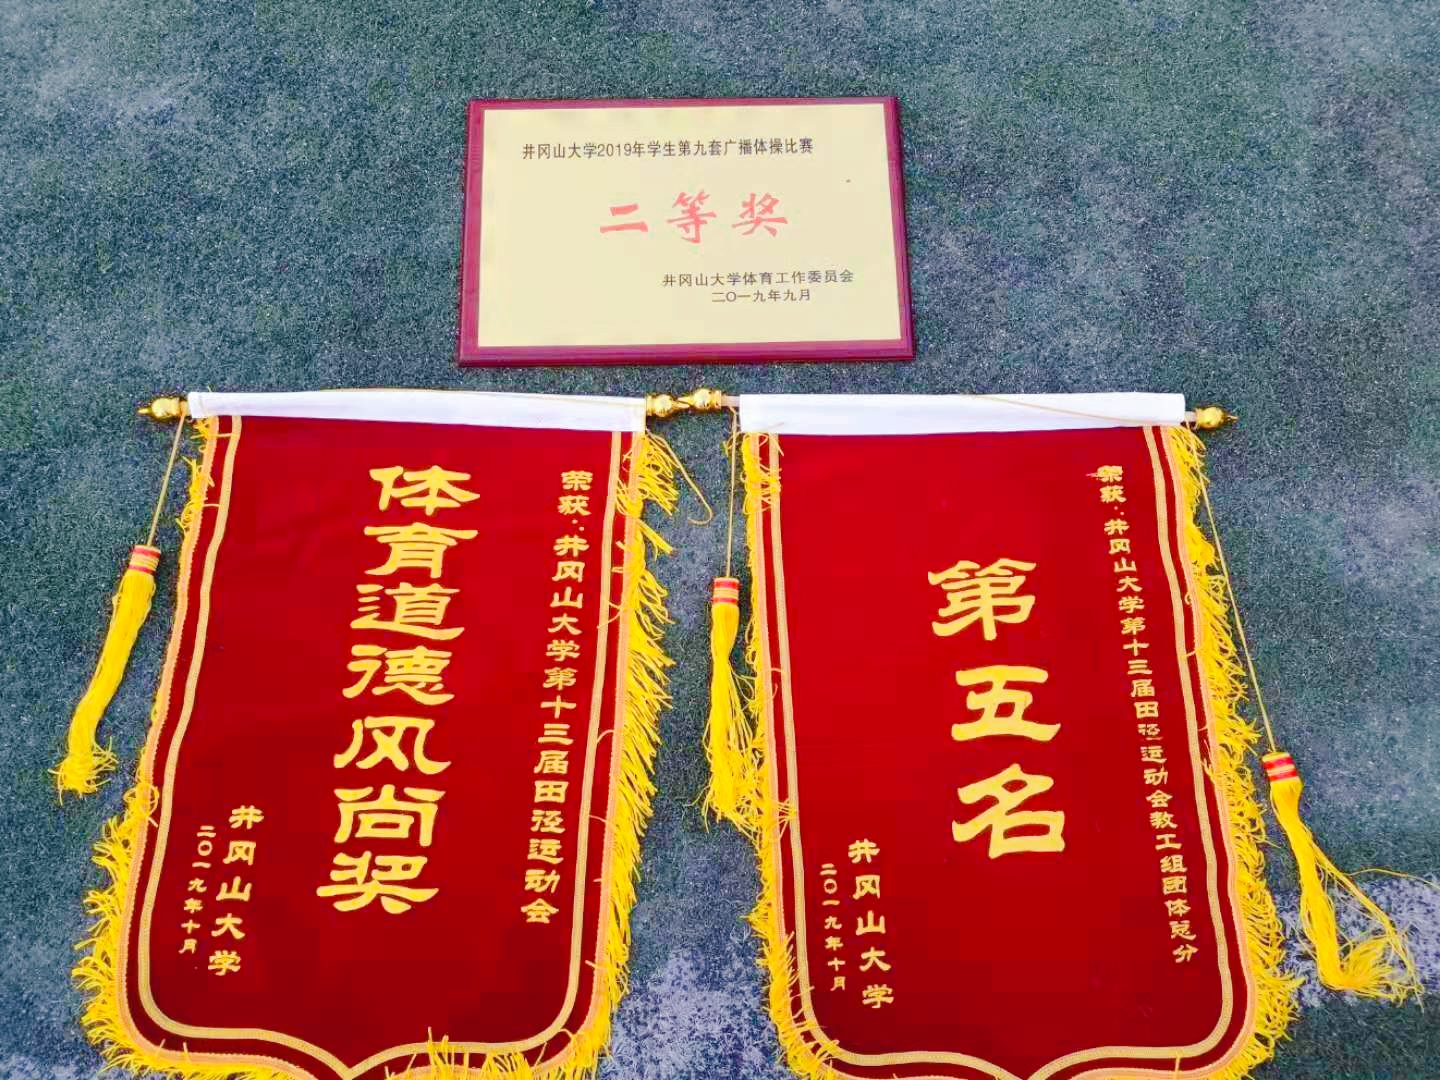 井冈山大学2019年学生第九套广播体操比赛
二等奖
井冈山大学体育工作委员会
二〇一九年九月
荣获：井冈山大学第十三届田径运动会
体育道德风尚奖
井冈山大学
二〇一九年十月
荣获：井冈山大学第十三届田径运动会教工组团体总分
第五名
井冈山大学
二〇一九年十月